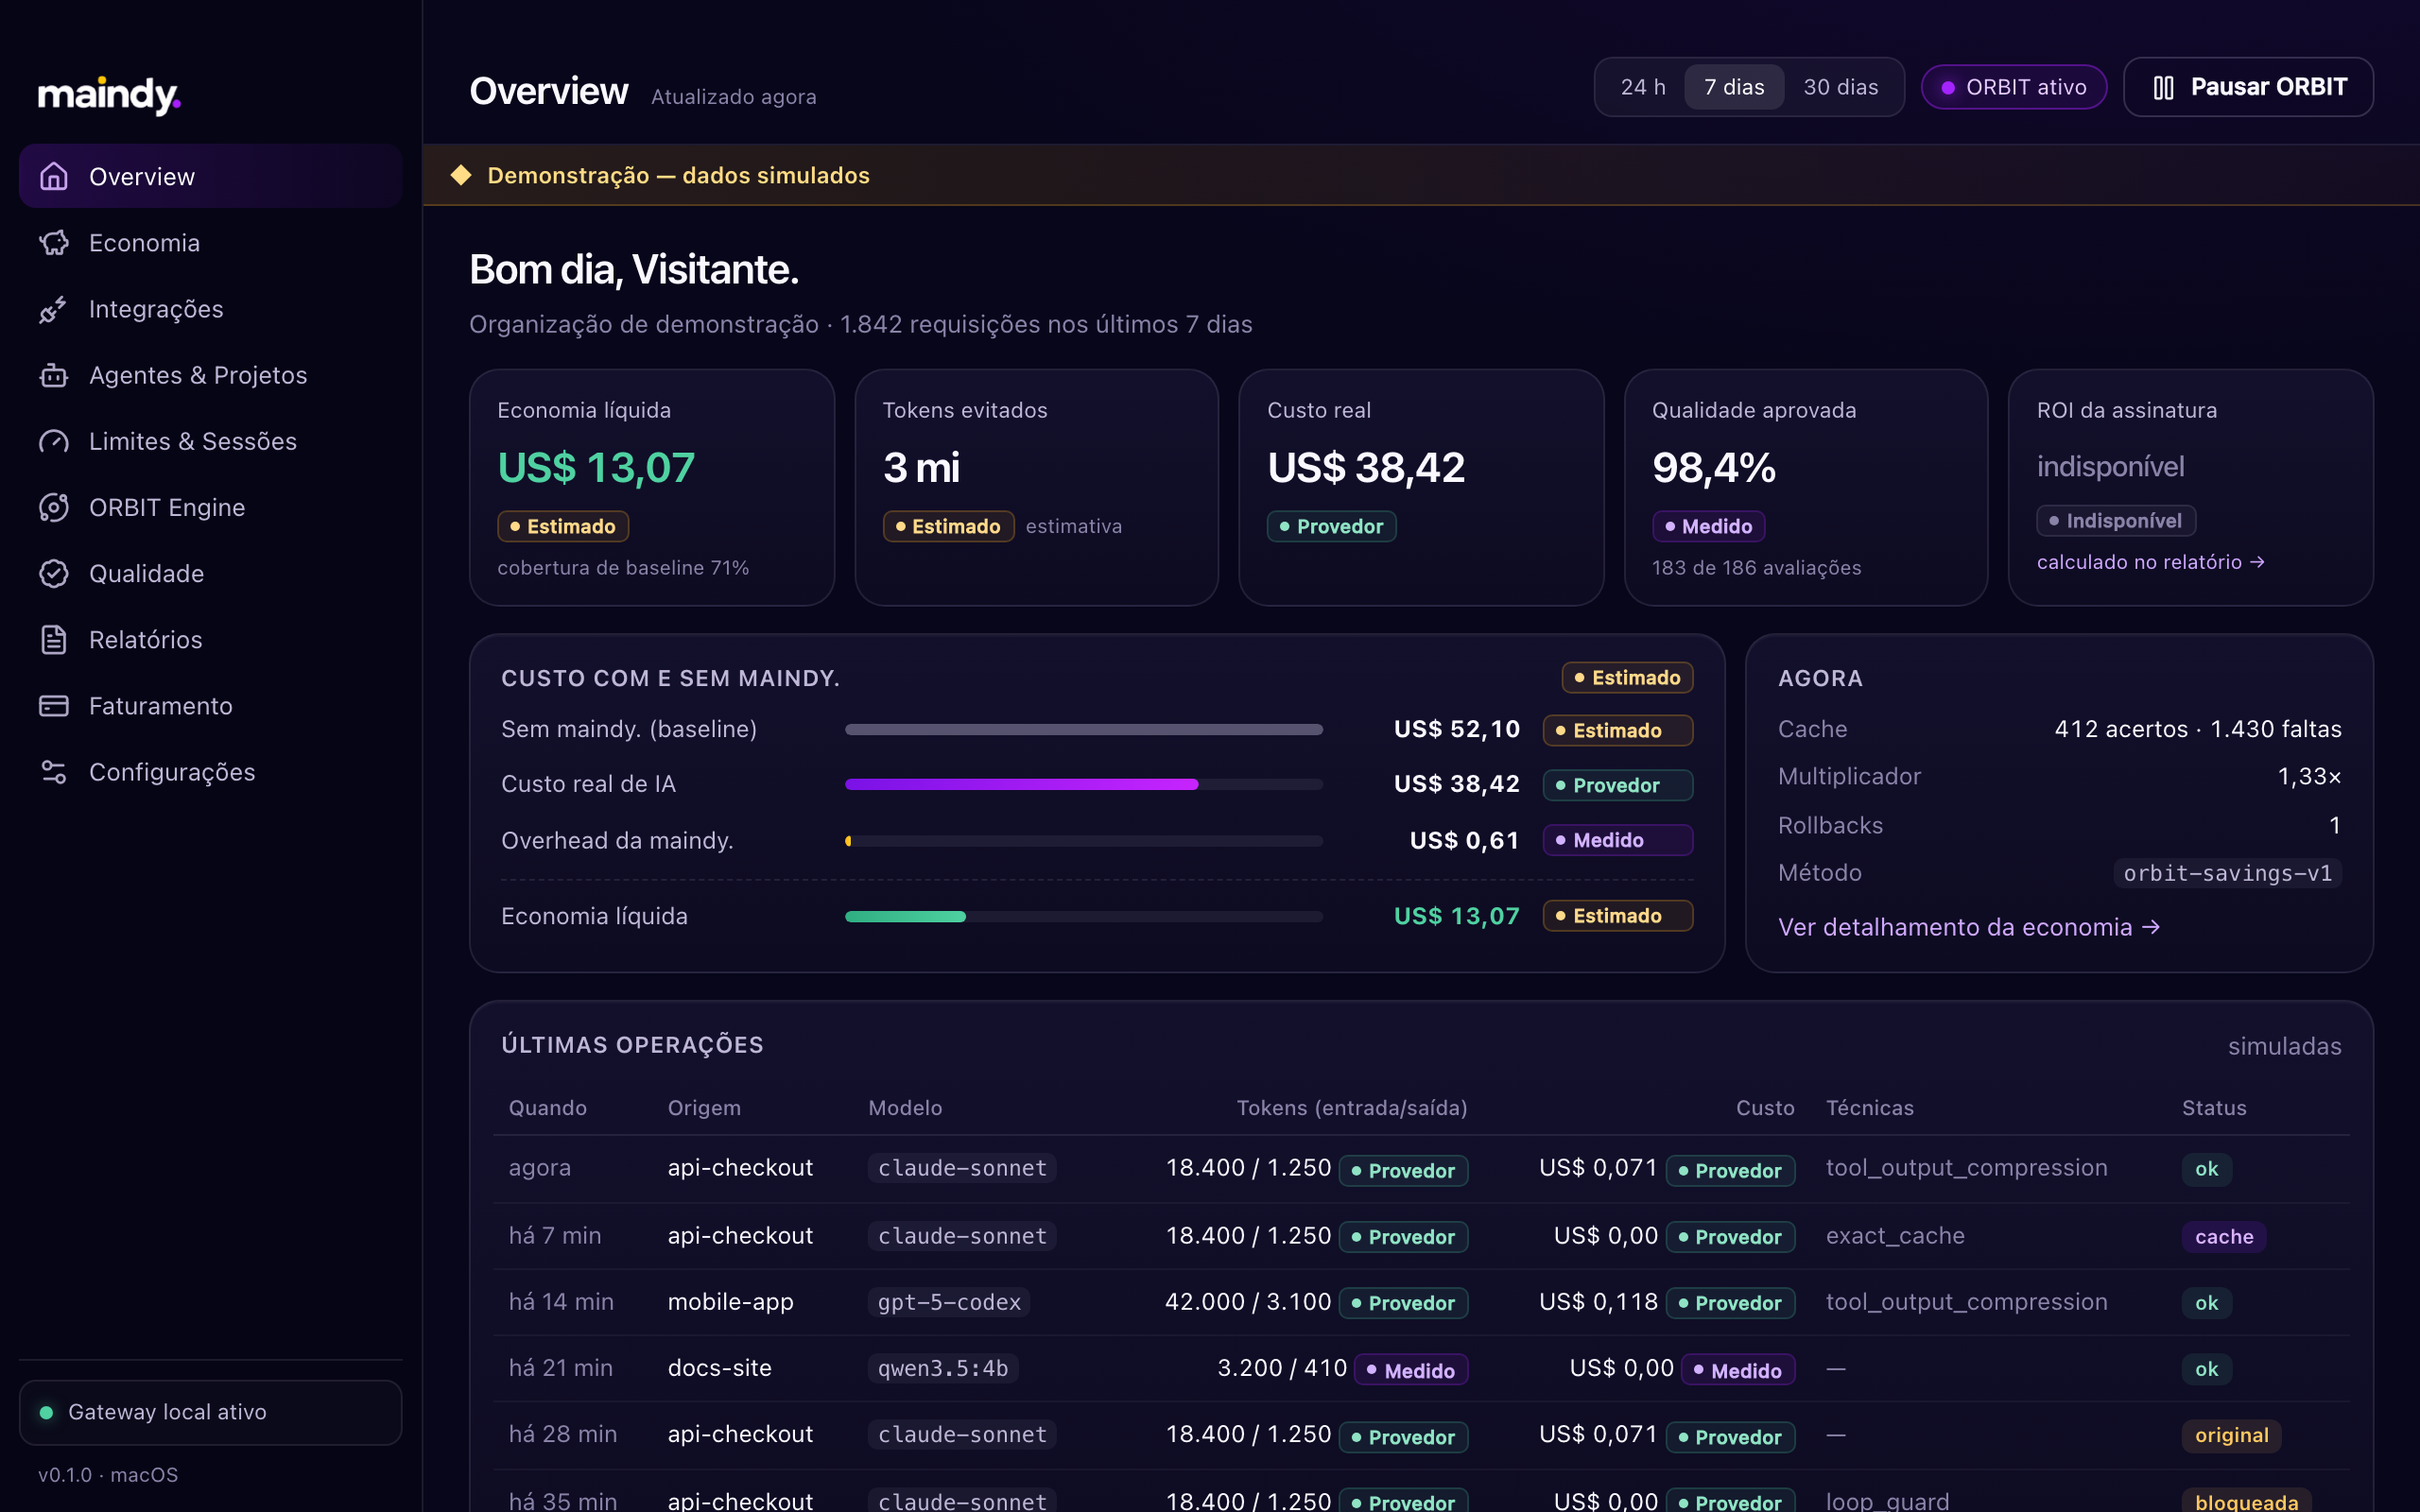 maindy.
Overview
Economia
Integrações
Agentes & Projetos
Limites & Sessões
ORBIT Engine
Qualidade
Relatórios
Faturamento
Configurações
Gateway local ativo
v0.1.0 · macOS
Overview Atualizado agora
24 h 7 dias 30 dias ORBIT ativo Pausar ORBIT
Demonstração — dados simulados
Bom dia, Visitante.
Organização de demonstração · 1.842 requisições nos últimos 7 dias
Economia líquida
US$ 13,07
Estimado
cobertura de baseline 71%
Tokens evitados
3 mi
Estimado estimativa
Custo real
US$ 38,42
Provedor
Qualidade aprovada
98,4%
Medido
183 de 186 avaliações
ROI da assinatura
indisponível
Indisponível
calculado no relatório →
CUSTO COM E SEM MAINDY. Estimado
Sem maindy. (baseline) US$ 52,10 Estimado
Custo real de IA US$ 38,42 Provedor
Overhead da maindy. US$ 0,61 Medido
Economia líquida US$ 13,07 Estimado
AGORA
Cache 412 acertos · 1.430 faltas
Multiplicador 1,33×
Rollbacks 1
Método orbit-savings-v1
Ver detalhamento da economia →
ÚLTIMAS OPERAÇÕES simuladas
Quando Origem Modelo Tokens (entrada/saída) Custo Técnicas Status
agora api-checkout claude-sonnet 18.400 / 1.250 Provedor US$ 0,071 Provedor tool_output_compression ok
há 7 min api-checkout claude-sonnet 18.400 / 1.250 Provedor US$ 0,00 Provedor exact_cache cache
há 14 min mobile-app gpt-5-codex 42.000 / 3.100 Provedor US$ 0,118 Provedor tool_output_compression ok
há 21 min docs-site qwen3.5:4b 3.200 / 410 Medido US$ 0,00 Medido — ok
há 28 min api-checkout claude-sonnet 18.400 / 1.250 Provedor US$ 0,071 Provedor — original
há 35 min api-checkout claude-sonnet 18.400 / 1.250 Provedor US$ 0,00 Provedor loop_guard bloqueada